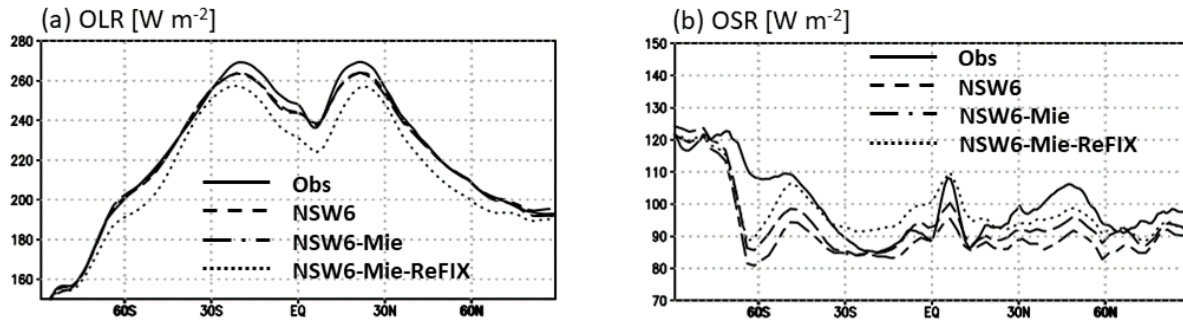 (a) OLR [W m-2]
280
260
240
220
200
180
160
60S 30S EQ 30N 60N
Obs
NSW6
NSW6-Mie
NSW6-Mie-ReFIX
(b) OSR [W m-2]
150
140
130
120
110
100
90
80
70
60S 30S EQ 30N 60N
Obs
NSW6
NSW6-Mie
NSW6-Mie-ReFIX